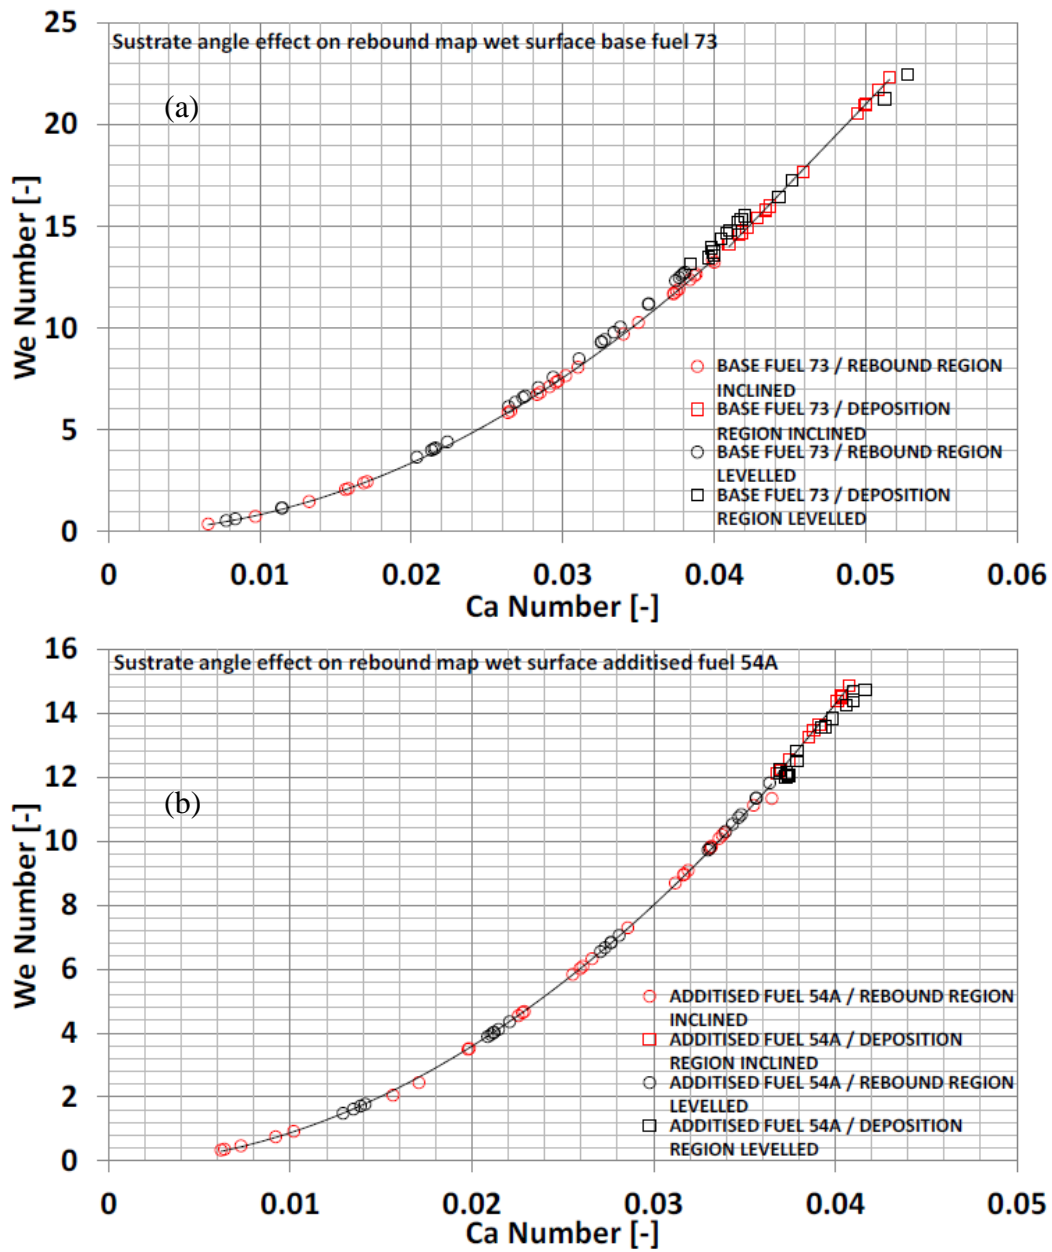 25
Sustrate angle effect on rebound map wet surface base fuel 73
(a)
20
15
10
5
0
We Number [-]
BASE FUEL 73 / REBOUND REGION
INCLINED
BASE FUEL 73 / DEPOSITION
REGION INCLINED
BASE FUEL 73 / REBOUND REGION
LEVELLED
BASE FUEL 73 / DEPOSITION
REGION LEVELLED
0 0.01 0.02 0.03 0.04 0.05 0.06
Ca Number [-]
16
Sustrate angle effect on rebound map wet surface additised fuel 54A
14
12
(b)
10
8
6
4
2
0
We Number [-]
ADDITISED FUEL 54A / REBOUND REGION
INCLINED
ADDITISED FUEL 54A / DEPOSITION
REGION INCLINED
ADDITISED FUEL 54A / REBOUND REGION
LEVELLED
ADDITISED FUEL 54A / DEPOSITION
REGION LEVELLED
0 0.01 0.02 0.03 0.04 0.05
Ca Number [-]